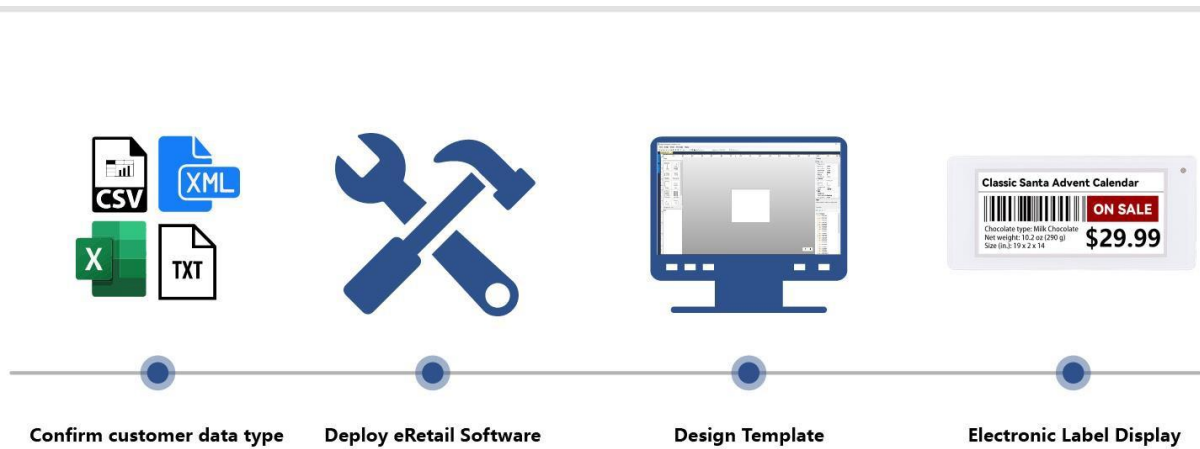 CSV
XML
X
TXT
Classic Santa Advent Calendar
ON SALE
Chocolate type: Milk Chocolate
Net weight: 10.2 oz (290 g)
Size (in.): 19 x 2 x 14
$29.99
Confirm customer data type
Deploy eRetail Software
Design Template
Electronic Label Display